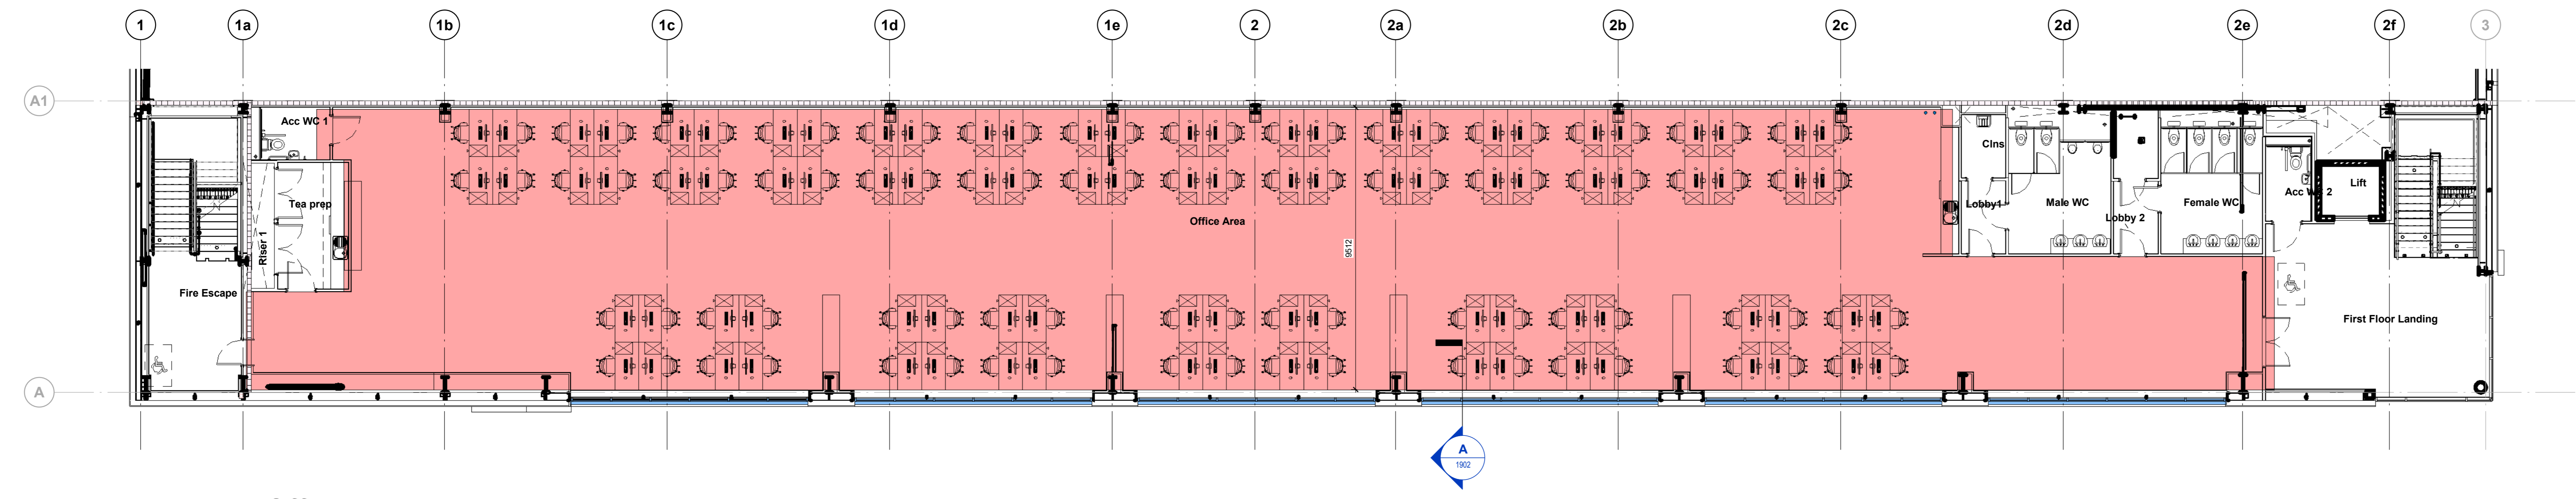 1 1a 1b 1c 1d 1e 2 2a 2b 2c 2d 2e 2f 3
A1
Acc WC 1
Clns
Tea prep
Lift
Acc WC 2
Lobby1
Male WC
Female WC
Lobby 2
Office Area
Riser 1
9512
Fire Escape
First Floor Landing
A
A
1902